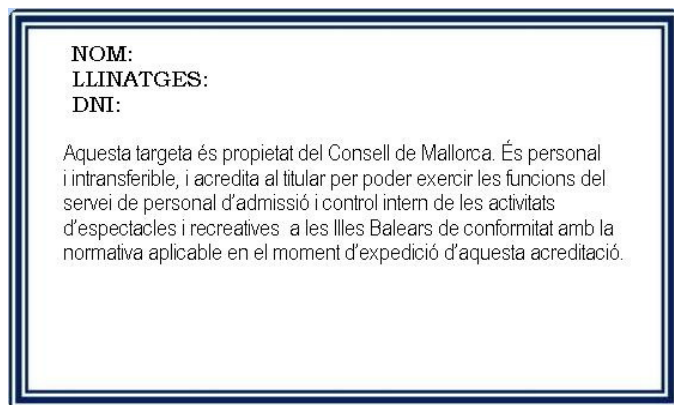 NOM:
LLINATGES:
DNI:
Aquesta targeta és propietat del Consell de Mallorca. És personal
i intransferible, i acredita al titular per poder exercir les funcions del
servei de personal d'admissió i control intern de les activitats
d'espectacles i recreatives a les Illes Balears de conformitat amb la
normativa aplicable en el moment d'expedició d'aquesta acreditació.